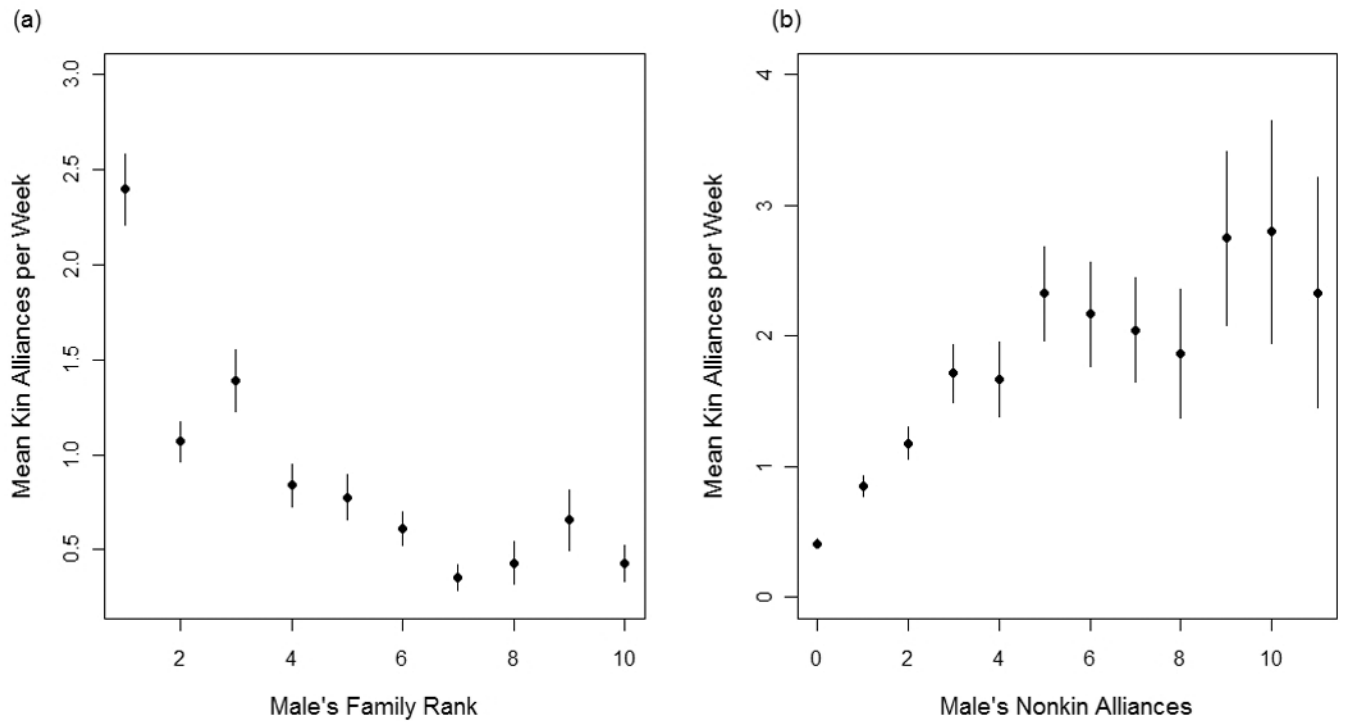 (a)
(b)
Mean Kin Alliances per Week
3.0
2.5
2.0
1.5
1.0
0.5
2 4 6 8 10
Male's Family Rank
Mean Kin Alliances per Week
4
3
2
1
0
0 2 4 6 8 10
Male's Nonkin Alliances